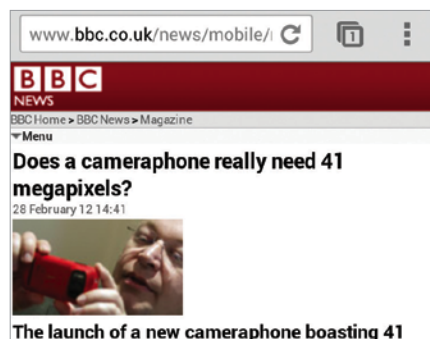 www.bbc.co.uk/news/mobile/
1
BBC
NEWS
BBC Home > BBC News > Magazine
Menu
Does a cameraphone really need 41
megapixels?
28 February 12 14:41
The launch of a new cameraphone boasting 41